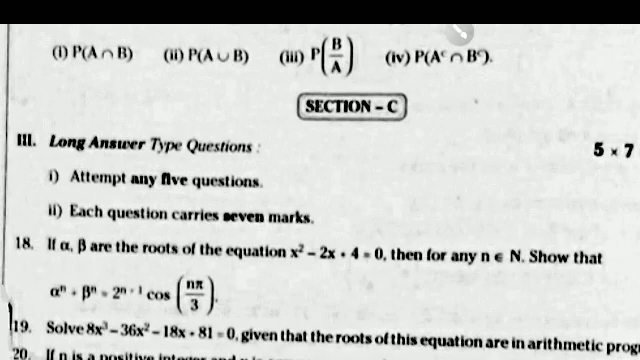 (i) P(A ∩ B) (ii) P(A ∪ B) (iii) P(B/A) (iv) P(Aᶜ ∩ Bᶜ).
SECTION – C
III. Long Answer Type Questions : 5 × 7
i) Attempt any five questions.
ii) Each question carries seven marks.
18. If α, β are the roots of the equation x² – 2x + 4 = 0, then for any n ∈ N. Show that
αⁿ + βⁿ = 2ⁿ⁺¹ cos (nπ/3).
19. Solve 8x³ – 36x² – 18x + 81 = 0, given that the roots of this equation are in arithmetic prog
20. If n is a positive integer and